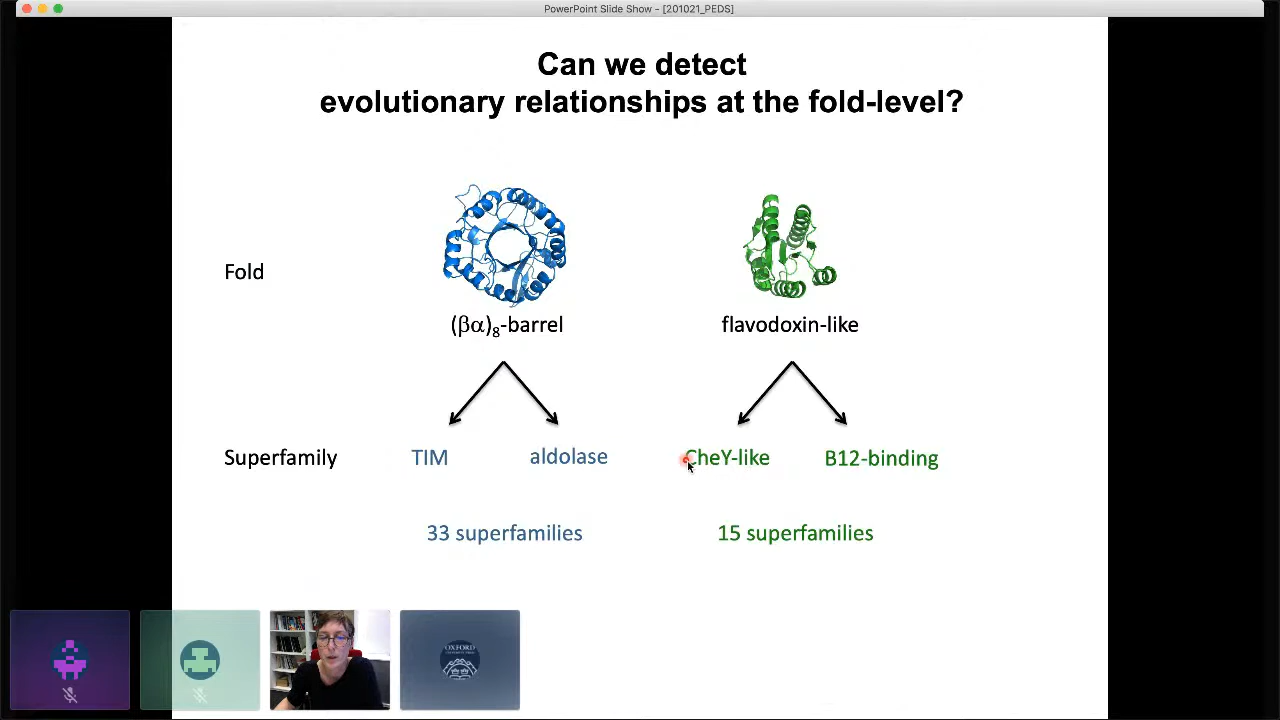 PowerPoint Slide Show - [201021_PEDS]
Can we detect
evolutionary relationships at the fold-level?
Fold
(βα)8-barrel
flavodoxin-like
Superfamily
TIM
aldolase
CheY-like
B12-binding
33 superfamilies
15 superfamilies
OXFORD